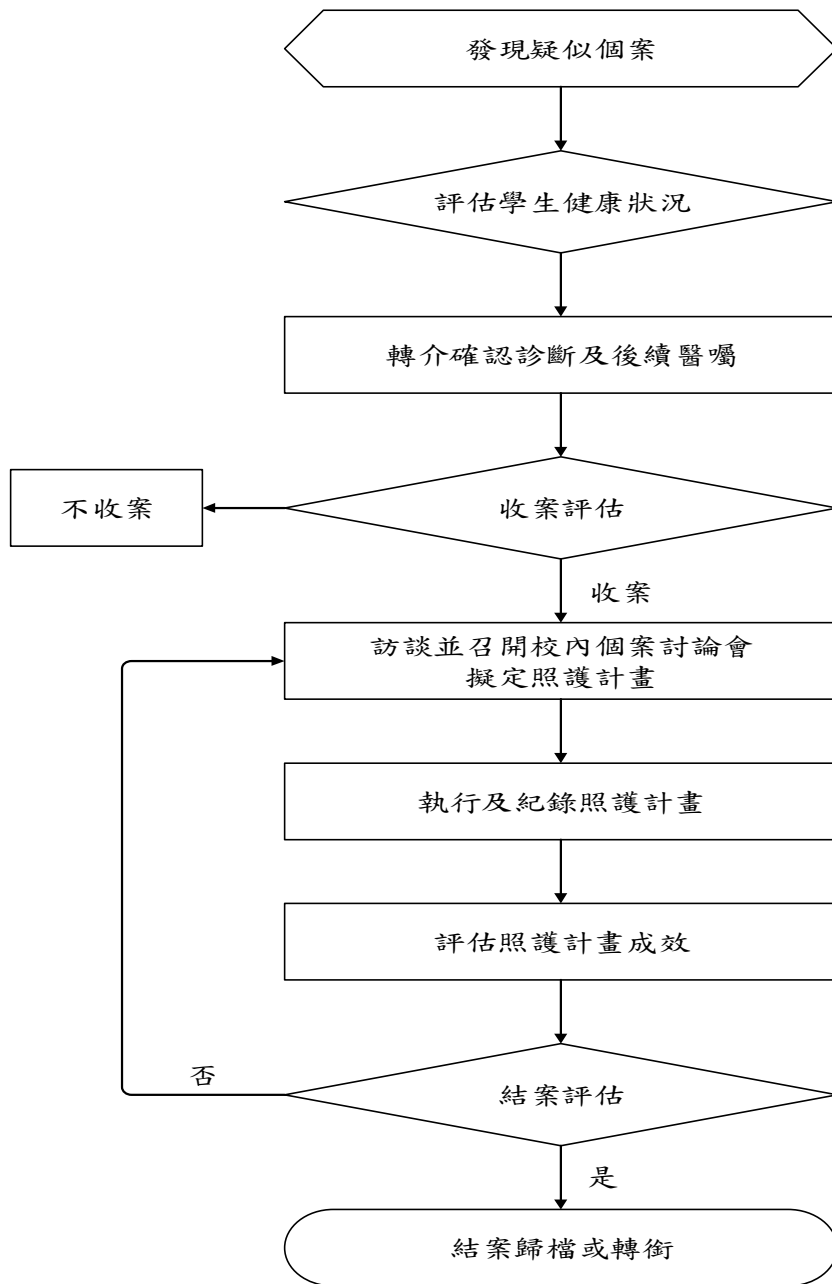 發現疑似個案
評估學生健康狀況
轉介確認診斷及後續醫囑
不收案
收案評估
收案
訪談並召開校內個案討論會
擬定照護計畫
執行及紀錄照護計畫
評估照護計畫成效
否
結案評估
是
結案歸檔或轉銜